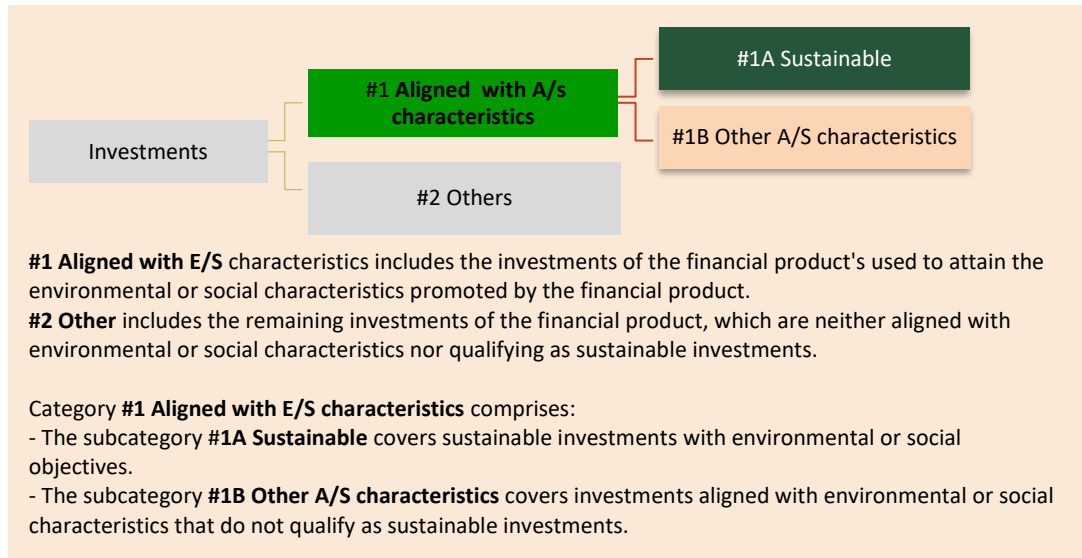 #1A Sustainable
#1 Aligned with A/s
characteristics
#1B Other A/S characteristics
Investments
#2 Others
#1 Aligned with E/S characteristics includes the investments of the financial product's used to attain the
environmental or social characteristics promoted by the financial product.
#2 Other includes the remaining investments of the financial product, which are neither aligned with
environmental or social characteristics nor qualifying as sustainable investments.
Category #1 Aligned with E/S characteristics comprises:
- The subcategory #1A Sustainable covers sustainable investments with environmental or social
objectives.
- The subcategory #1B Other A/S characteristics covers investments aligned with environmental or social
characteristics that do not qualify as sustainable investments.